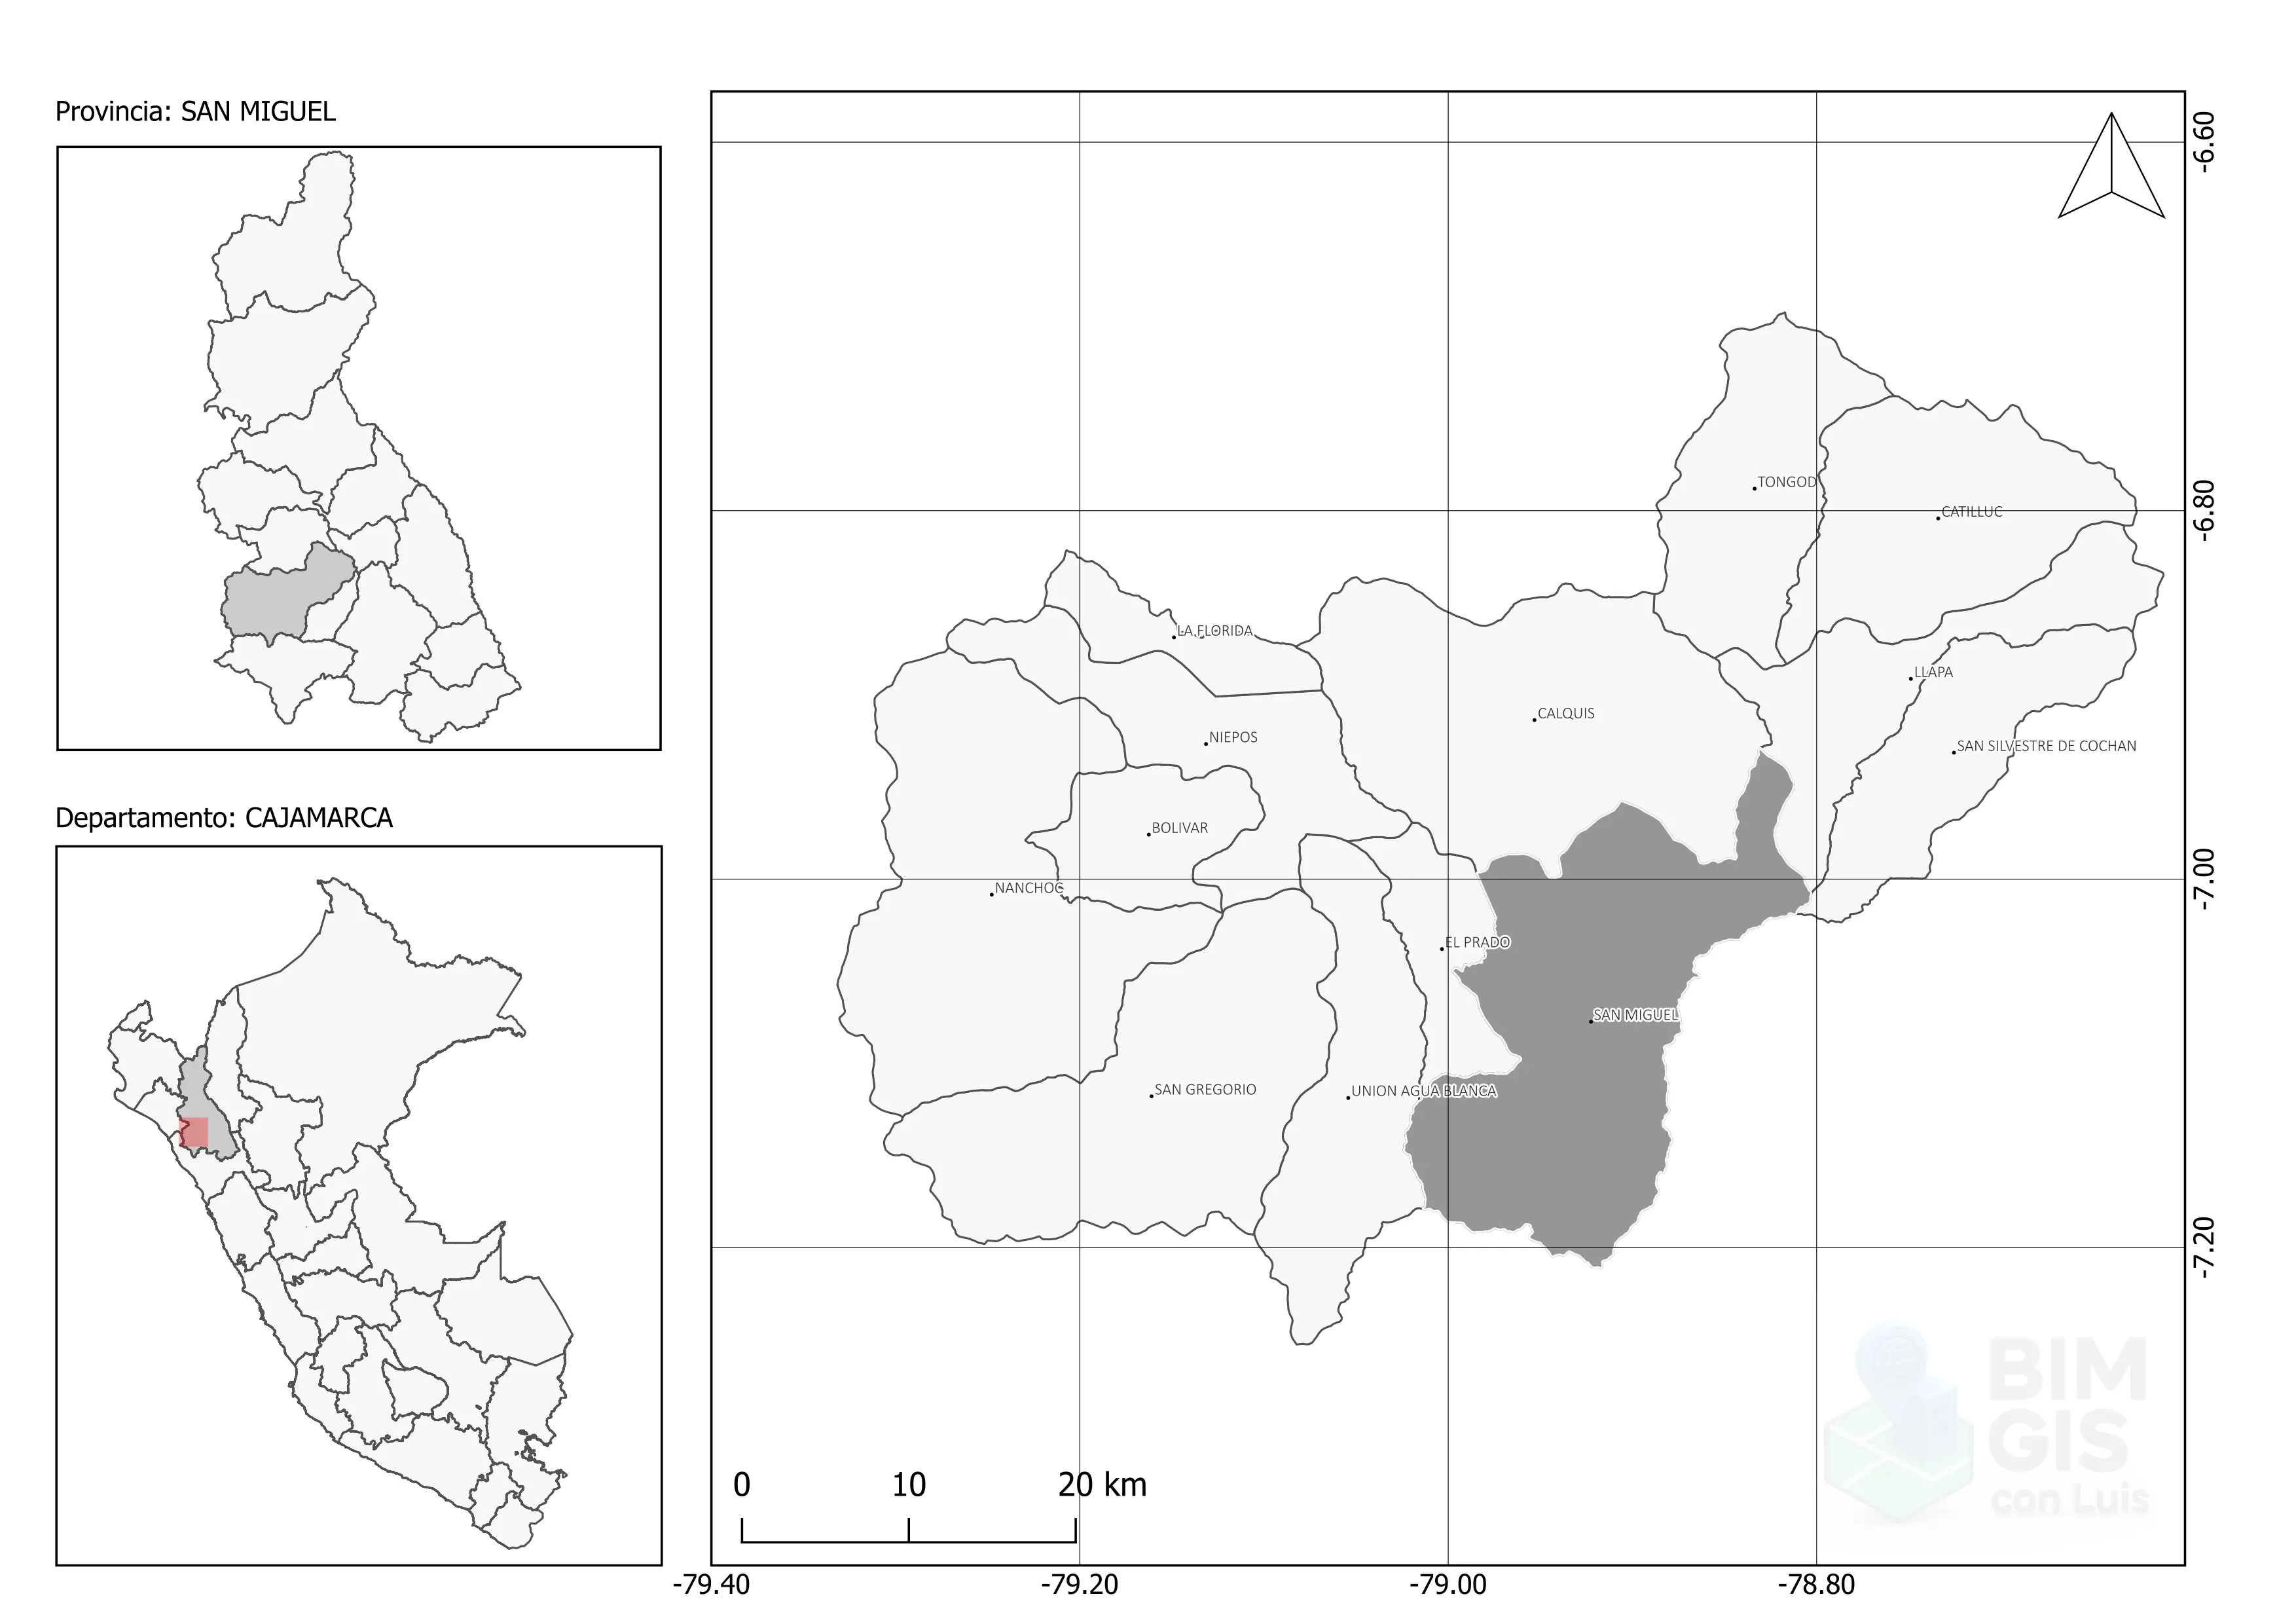 Provincia: SAN MIGUEL
Departamento: CAJAMARCA
-6.60
-6.80
-7.00
-7.20
TONGOD
CATILLUC
LA FLORIDA
LLAPA
CALQUIS
NIEPOS
SAN SILVESTRE DE COCHAN
BOLIVAR
NANCHOC
EL PRADO
SAN MIGUEL
SAN GREGORIO
UNION AGUA BLANCA
BIM
GIS
con Luis
0 10 20 km
-79.40 -79.20 -79.00 -78.80